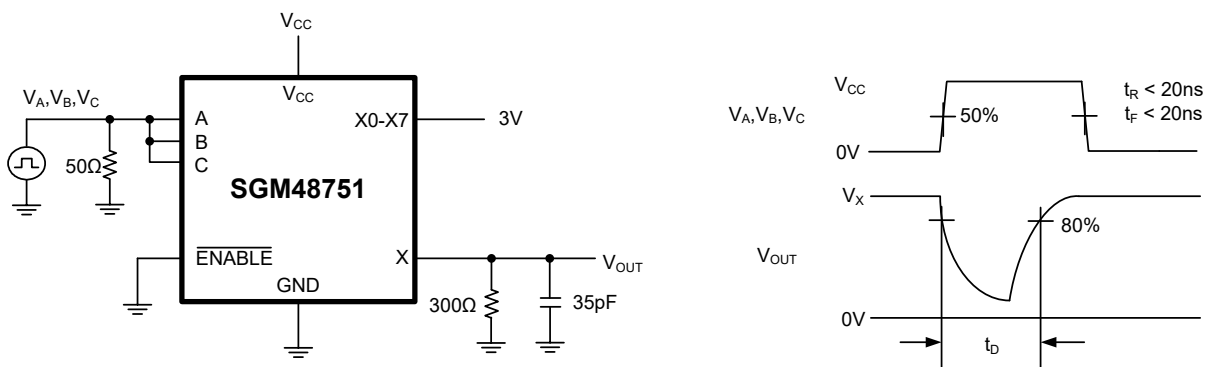 VCC
VA,VB,VC
50Ω
VCC
A
B
C
X0-X7
3V
SGM48751
ENABLE
X
GND
VOUT
300Ω
35pF
VA,VB,VC
VCC
50%
0V
tR < 20ns
tF < 20ns
VOUT
VX
80%
0V
tD